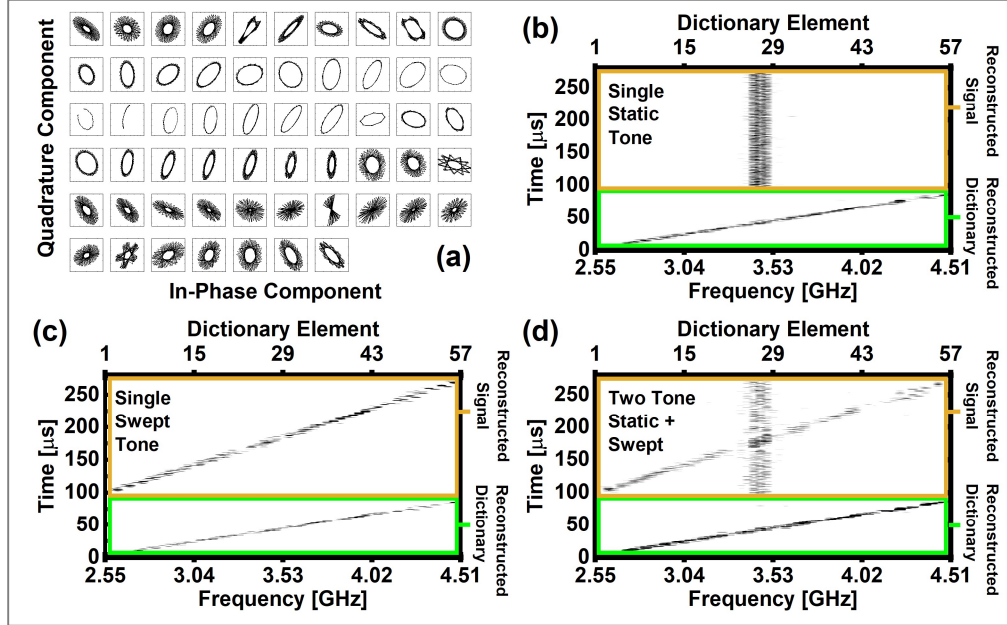 Quadrature Component
In-Phase Component
(a)
(b)
Dictionary Element
1 15 29 43 57
250
200
150
100
50
0
Time
Single
Static
Tone
Reconstructed
Signal
Reconstructed
Dictionary
2.55 3.04 3.53 4.02 4.51
Frequency [GHz]
(c)
Dictionary Element
1 15 29 43 57
250
200
150
100
50
0
Time [μs]
Single
Swept
Tone
Reconstructed
Signal
Reconstructed
Dictionary
2.55 3.04 3.53 4.02 4.51
Frequency [GHz]
(d)
Dictionary Element
1 15 29 43 57
250
200
150
100
50
0
Time
Two Tone
Static +
Swept
Reconstructed
Signal
Reconstructed
Dictionary
2.55 3.04 3.53 4.02 4.51
Frequency [GHz]